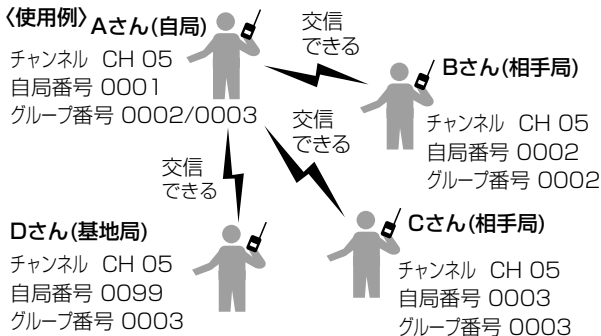 〈使用例〉
Aさん(自局)
チャンネル CH 05
自局番号 0001
グループ番号 0002/0003
交信
できる
Bさん(相手局)
チャンネル CH 05
自局番号 0002
グループ番号 0002
交信
できる
交信
できる
Dさん(基地局)
チャンネル CH 05
自局番号 0099
グループ番号 0003
Cさん(相手局)
チャンネル CH 05
自局番号 0003
グループ番号 0003